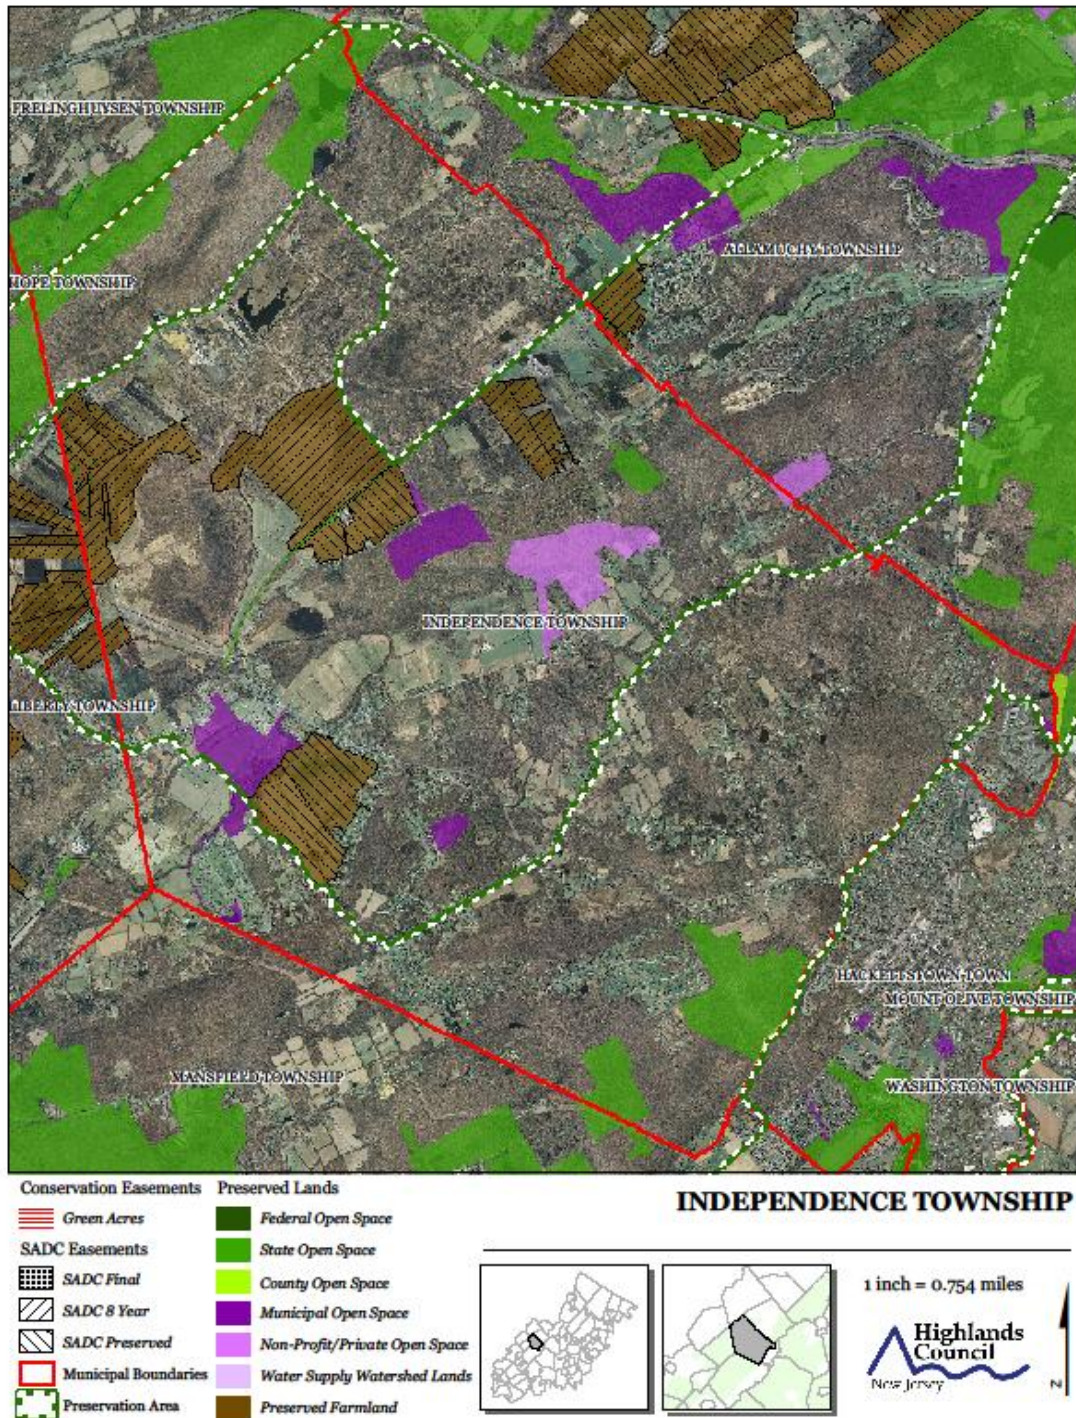 FRELINGHUYSEN TOWNSHIP
ALLAMUCHY TOWNSHIP
HOPE TOWNSHIP
INDEPENDENCE TOWNSHIP
LIBERTY TOWNSHIP
HACKETTSTOWN TOWN
MOUNT OLIVE TOWNSHIP
MANSFIELD TOWNSHIP
WASHINGTON TOWNSHIP
Conservation Easements
Green Acres
SADC Easements
SADC Final
SADC 8 Year
SADC Preserved
Municipal Boundaries
Preservation Area
Preserved Lands
Federal Open Space
State Open Space
County Open Space
Municipal Open Space
Non-Profit/Private Open Space
Water Supply Watershed Lands
Preserved Farmland
INDEPENDENCE TOWNSHIP
1 inch = 0.754 miles
Highlands
Council
New Jersey
N